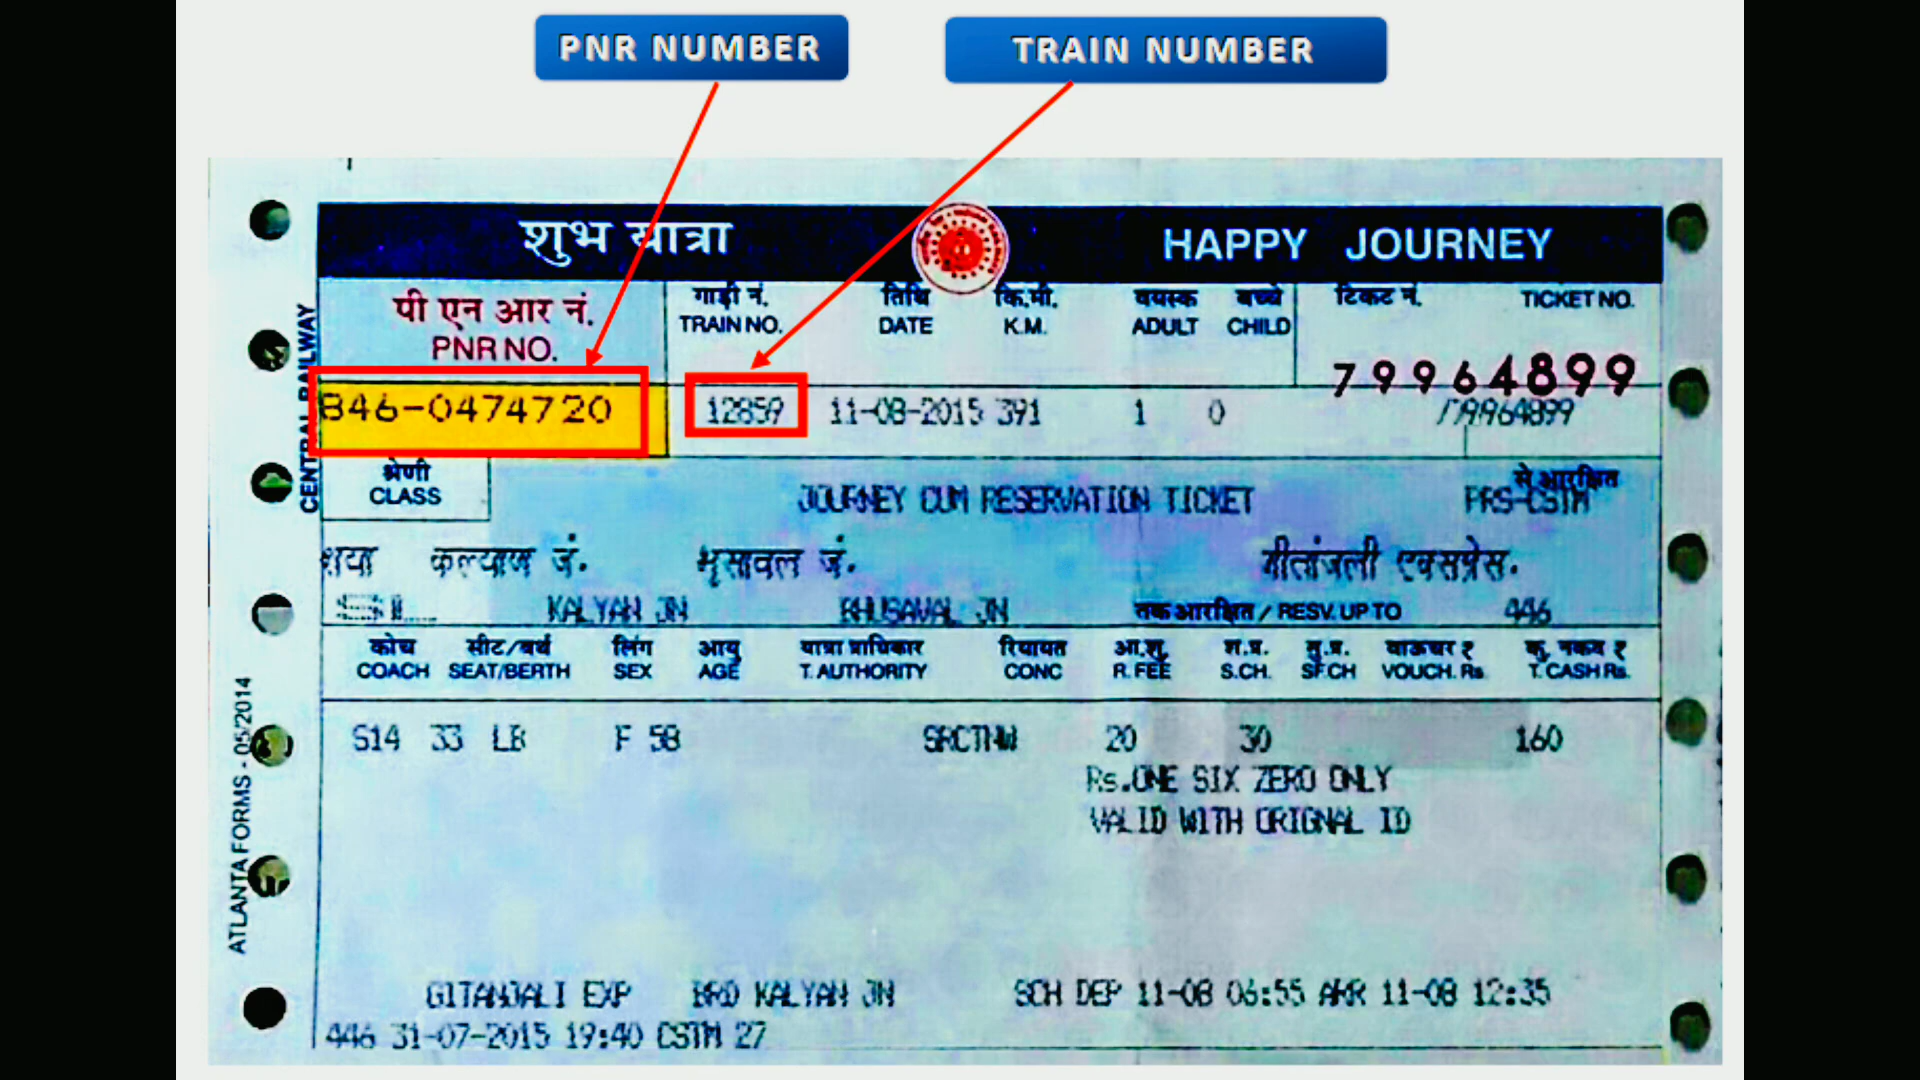 PNR NUMBER TRAIN NUMBER
शुभ यात्रा HAPPY JOURNEY
पी एन आर नं. गाड़ी नं. तिथि कि.मी. वयस्क बच्चे टिकट नं. TICKET NO.
PNR NO. TRAIN NO. DATE K.M. ADULT CHILD
79964899
846-0474720 12859 11-08-2015 391 1 0 79964899
CENTRAL RAILWAY
श्रेणी से आरक्षित
CLASS JOURNEY CUM RESERVATION TICKET PRS-CSTM
शया कल्याण जं. भुसावल जं. गीतांजली एक्सप्रेस.
SL KALYAN JN BHUSAVAL JN तक आरक्षित / RESV. UP TO 446
कोच सीट/बर्थ लिंग आयु यात्रा प्राधिकार रियायत आ.शु. श.प्र. सु.प्र. वाऊचर ₹ कु. नकद ₹
COACH SEAT/BERTH SEX AGE T. AUTHORITY CONC R. FEE S.CH. SF.CH VOUCH. Rs. T. CASH Rs.
S14 33 LB F 58 SRCTNW 20 30 160
Rs.ONE SIX ZERO ONLY
VALID WITH ORIGNAL ID
ATLANTA FORMS - 05/2014
GITANJALI EXP BRD KALYAN JN SCH DEP 11-08 06:55 ARR 11-08 12:35
446 31-07-2015 19:40 CSTM 27